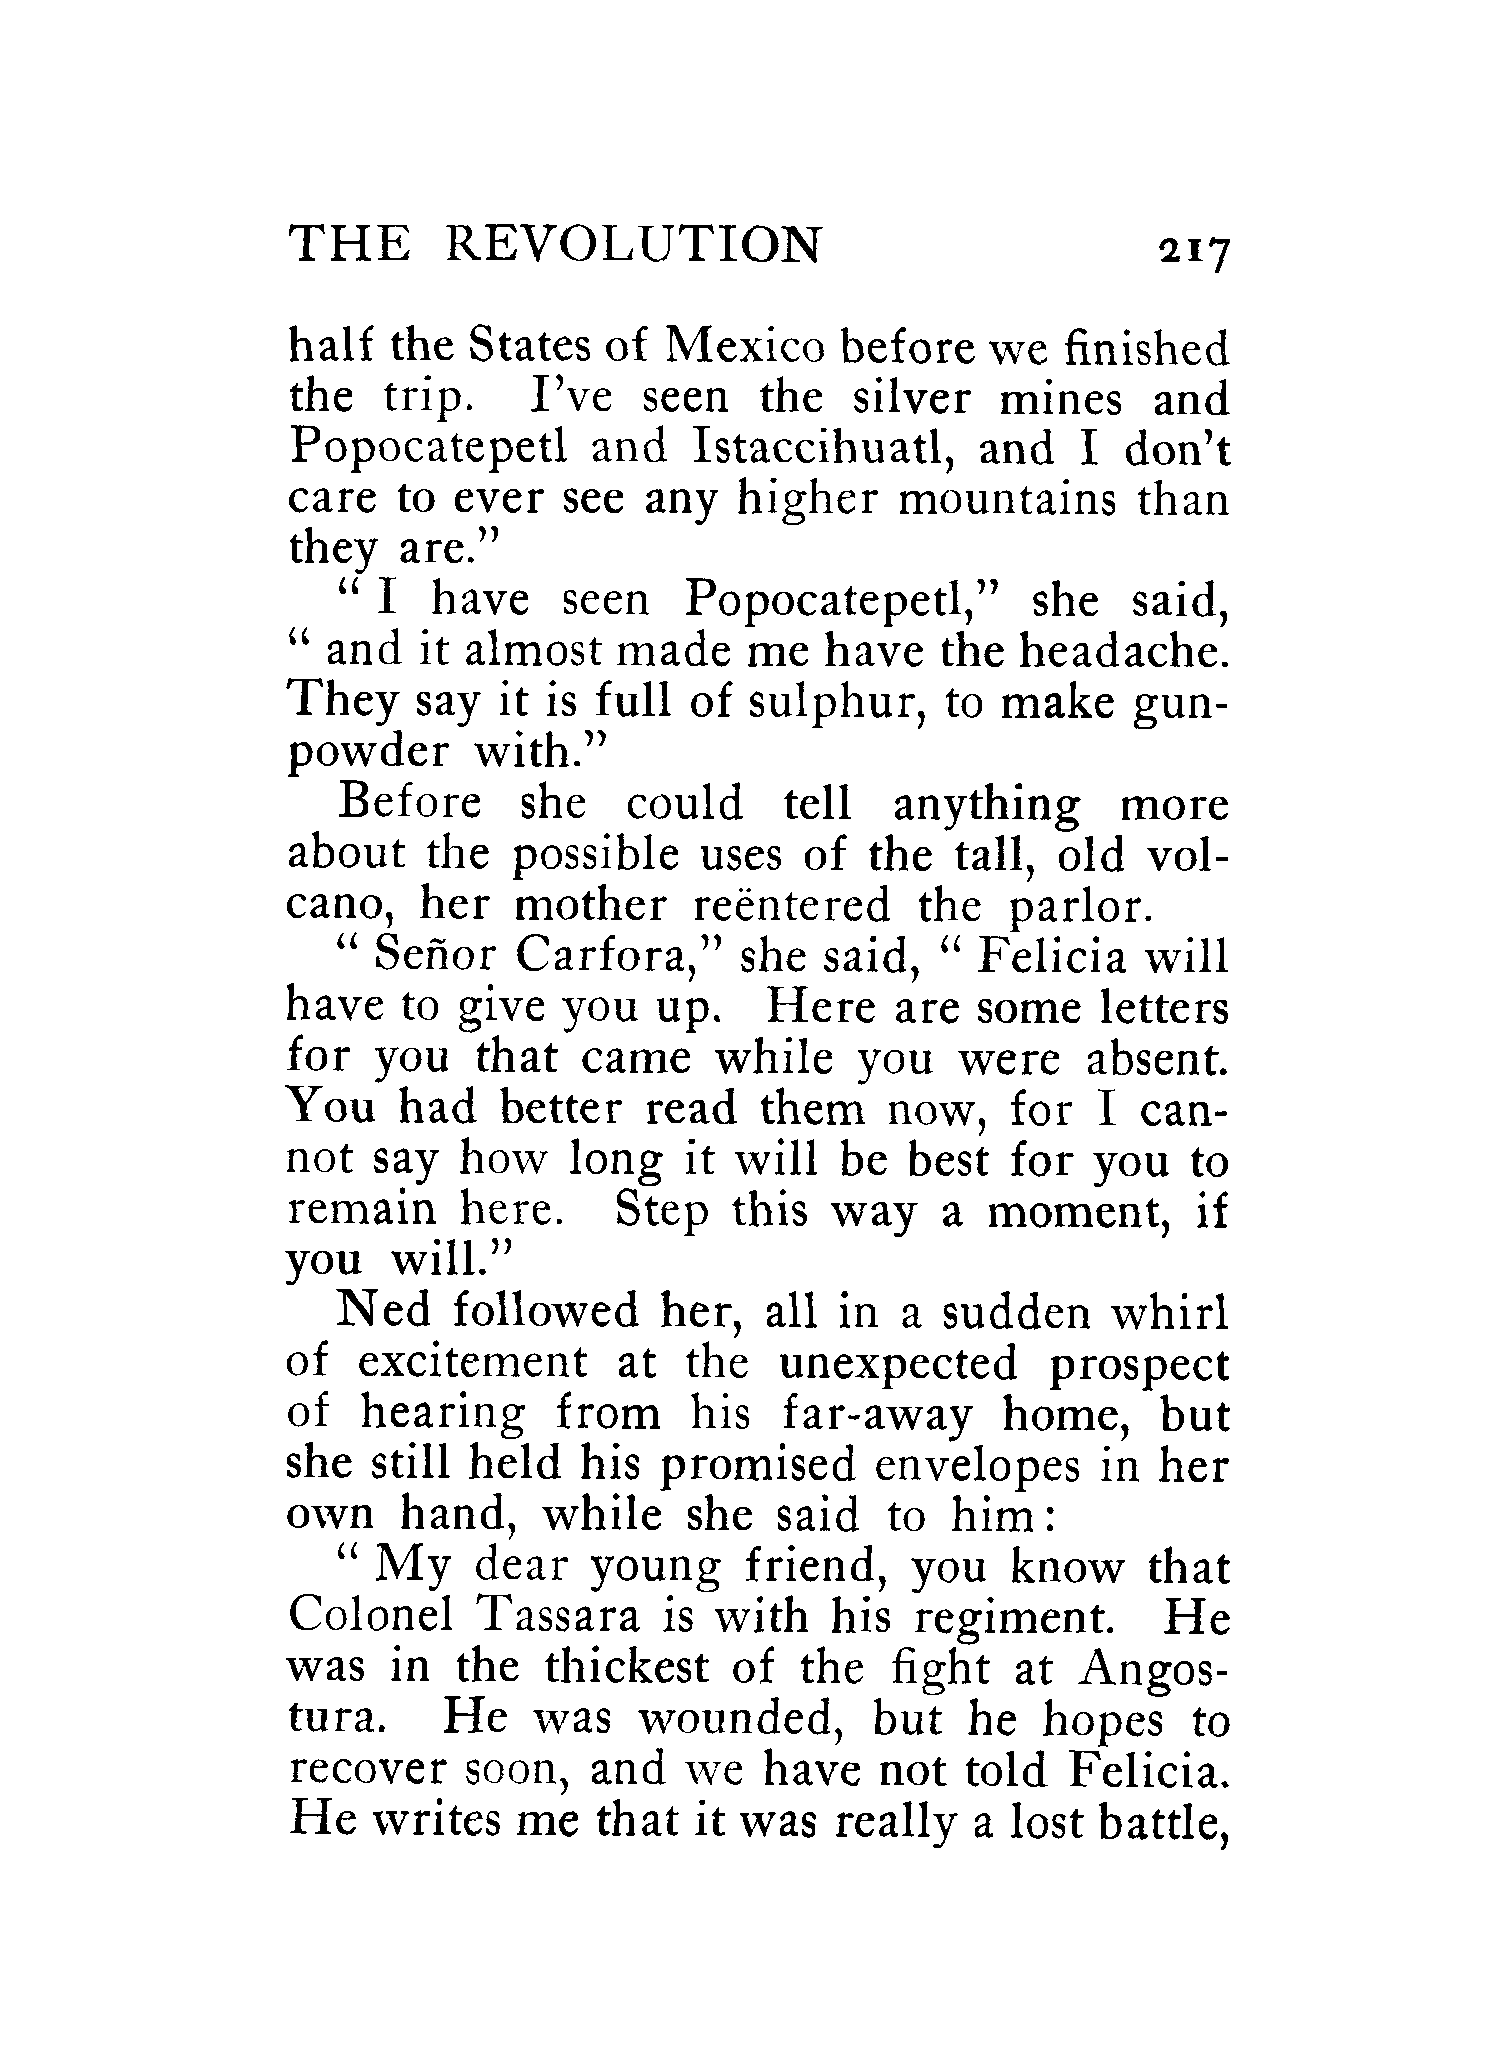 THE REVOLUTION 217
half the States of Mexico before we finished
the trip. I've seen the silver mines and
Popocatepetl and Istaccihuatl, and I don't
care to ever see any higher mountains than
they are."
" I have seen Popocatepetl," she said,
" and it almost made me have the headache.
They say it is full of sulphur, to make gun-
powder with."
Before she could tell anything more
about the possible uses of the tall, old vol-
cano, her mother reëntered the parlor.
" Señor Carfora," she said, " Felicia will
have to give you up. Here are some letters
for you that came while you were absent.
You had better read them now, for I can-
not say how long it will be best for you to
remain here. Step this way a moment, if
you will."
Ned followed her, all in a sudden whirl
of excitement at the unexpected prospect
of hearing from his far-away home, but
she still held his promised envelopes in her
own hand, while she said to him:
" My dear young friend, you know that
Colonel Tassara is with his regiment. He
was in the thickest of the fight at Angos-
tura. He was wounded, but he hopes to
recover soon, and we have not told Felicia.
He writes me that it was really a lost battle,